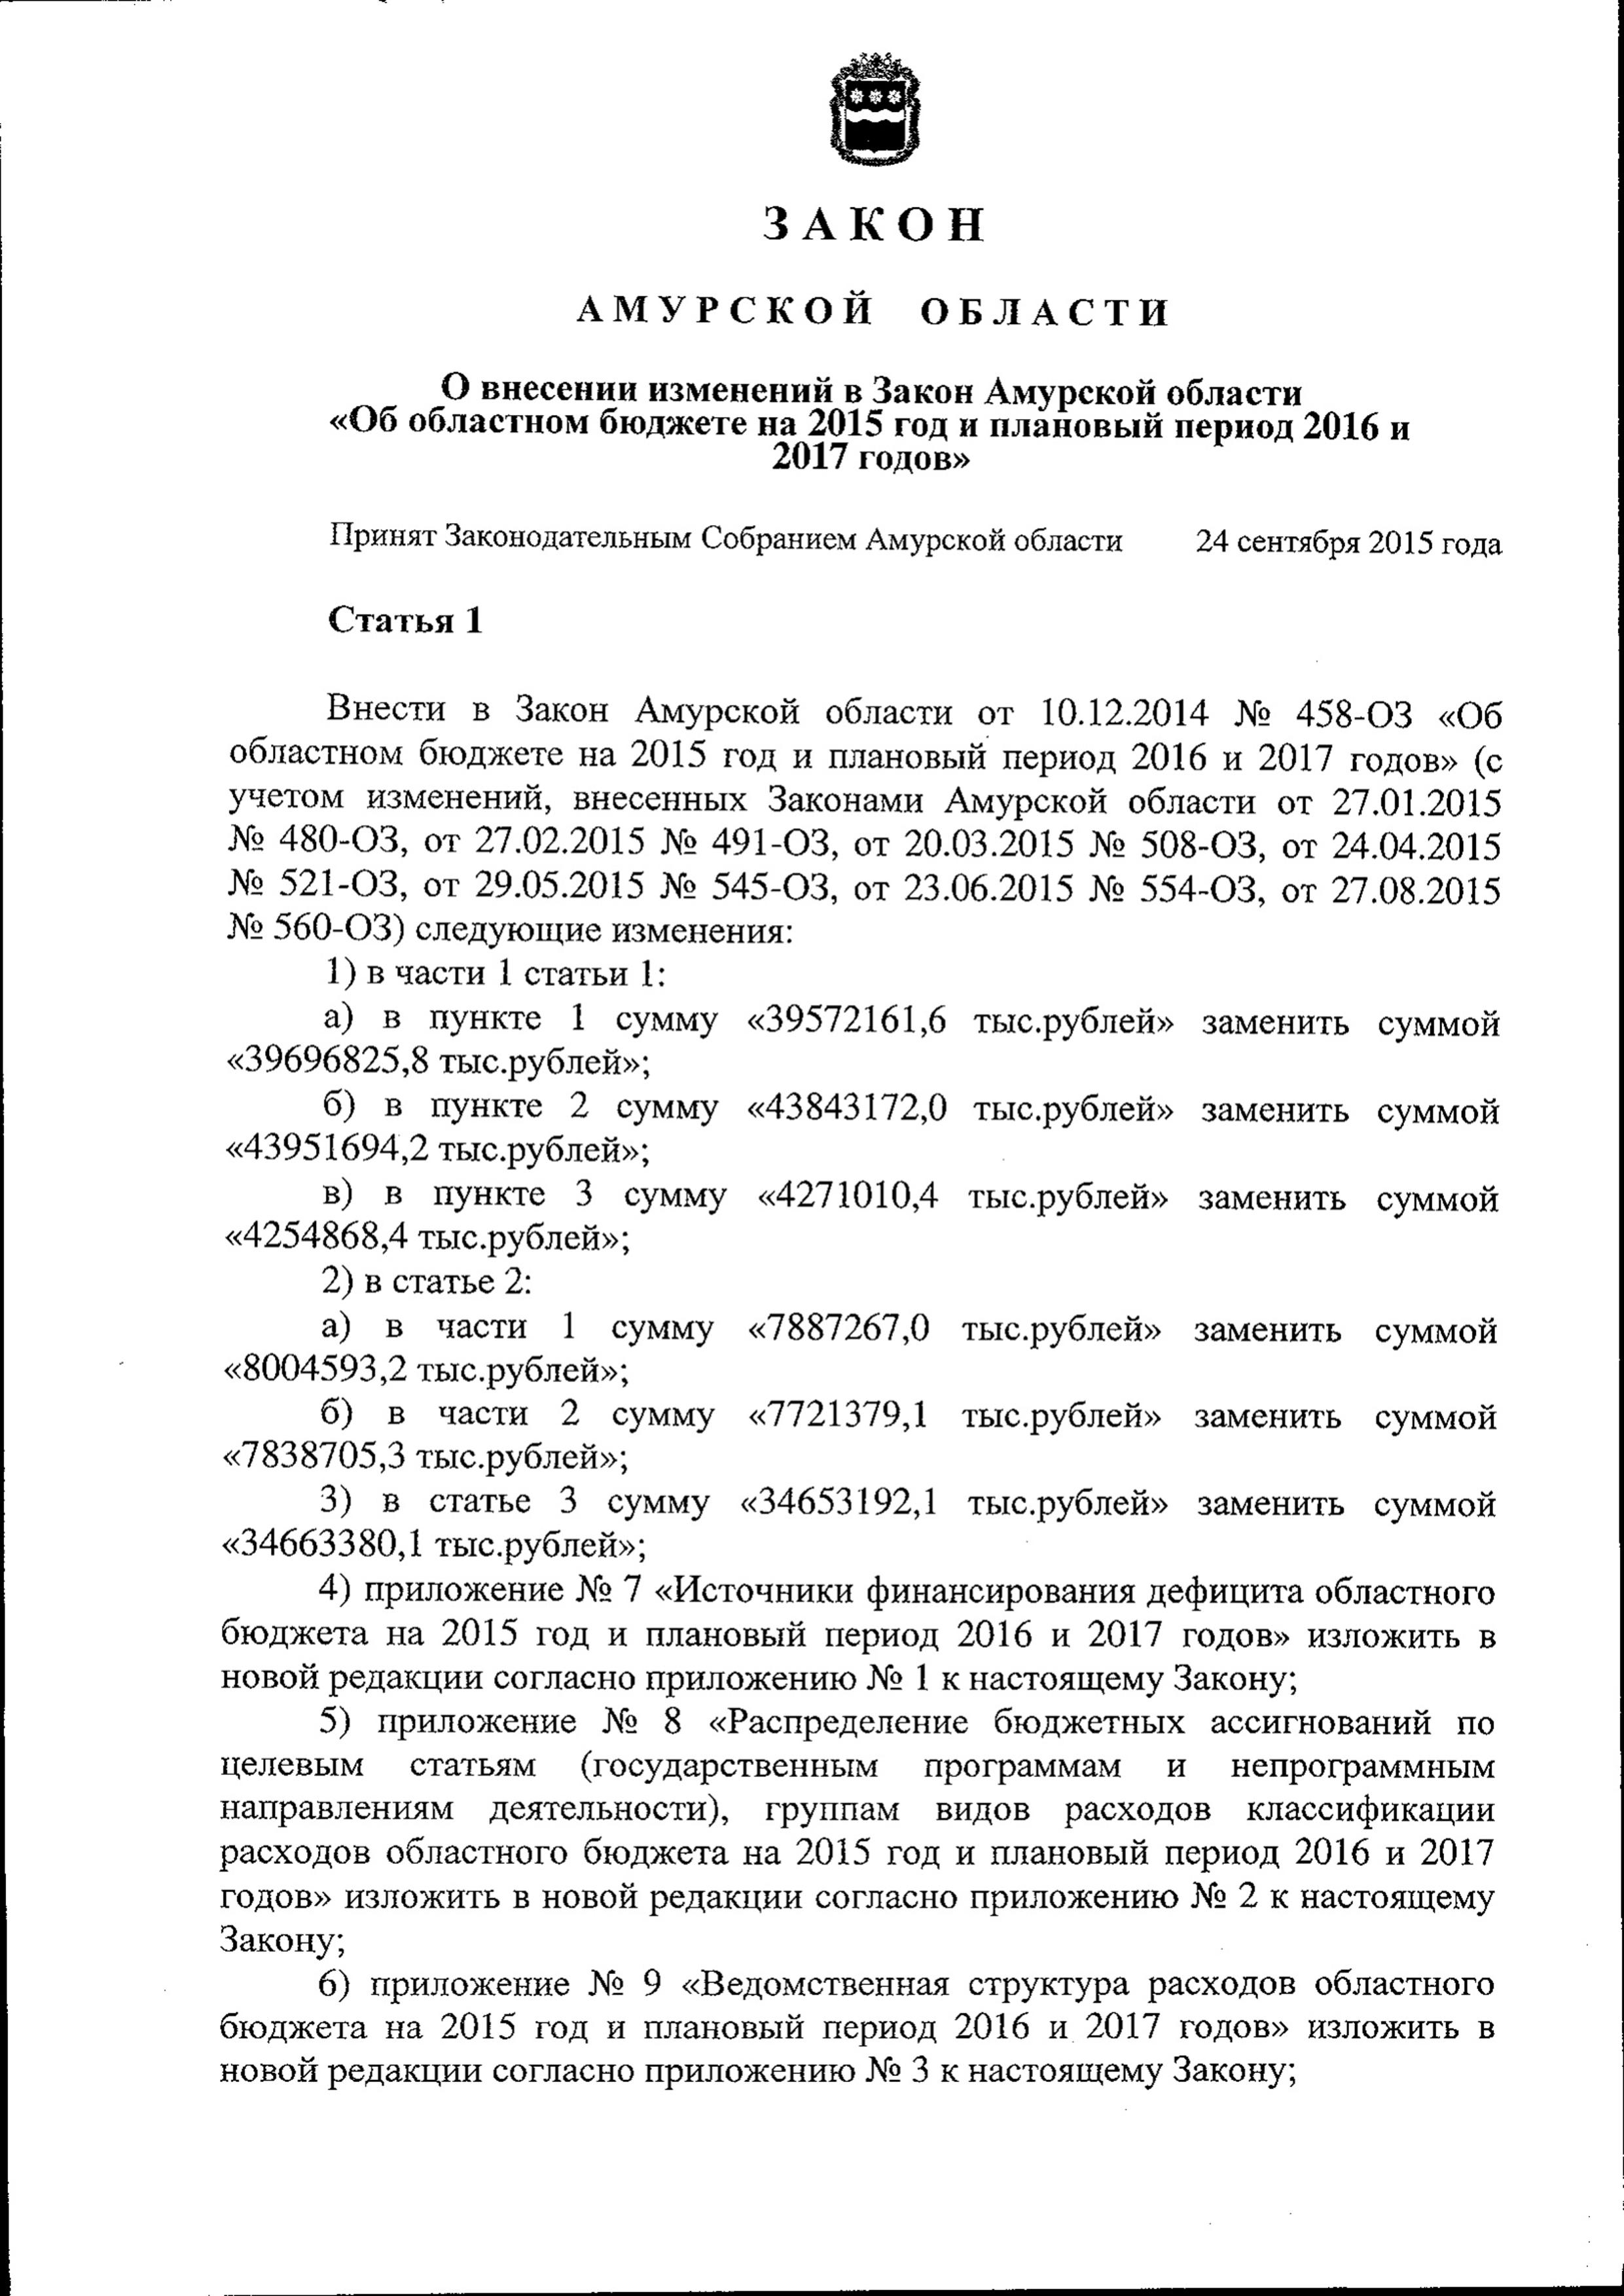 ЗАКОН
АМУРСКОЙ ОБЛАСТИ
О внесении изменений в Закон Амурской области
«Об областном бюджете на 2015 год и плановый период 2016 и
2017 годов»
Принят Законодательным Собранием Амурской области 24 сентября 2015 года
Статья 1
Внести в Закон Амурской области от 10.12.2014 № 458-ОЗ «Об
областном бюджете на 2015 год и плановый период 2016 и 2017 годов» (с
учетом изменений, внесенных Законами Амурской области от 27.01.2015
№ 480-ОЗ, от 27.02.2015 № 491-ОЗ, от 20.03.2015 № 508-ОЗ, от 24.04.2015
№ 521-ОЗ, от 29.05.2015 № 545-ОЗ, от 23.06.2015 № 554-ОЗ, от 27.08.2015
№ 560-ОЗ) следующие изменения:
1) в части 1 статьи 1:
а) в пункте 1 сумму «39572161,6 тыс.рублей» заменить суммой
«39696825,8 тыс.рублей»;
б) в пункте 2 сумму «43843172,0 тыс.рублей» заменить суммой
«43951694,2 тыс.рублей»;
в) в пункте 3 сумму «4271010,4 тыс.рублей» заменить суммой
«4254868,4 тыс.рублей»;
2) в статье 2:
а) в части 1 сумму «7887267,0 тыс.рублей» заменить суммой
«8004593,2 тыс.рублей»;
б) в части 2 сумму «7721379,1 тыс.рублей» заменить суммой
«7838705,3 тыс.рублей»;
3) в статье 3 сумму «34653192,1 тыс.рублей» заменить суммой
«34663380,1 тыс.рублей»;
4) приложение № 7 «Источники финансирования дефицита областного
бюджета на 2015 год и плановый период 2016 и 2017 годов» изложить в
новой редакции согласно приложению № 1 к настоящему Закону;
5) приложение № 8 «Распределение бюджетных ассигнований по
целевым статьям (государственным программам и непрограммным
направлениям деятельности), группам видов расходов классификации
расходов областного бюджета на 2015 год и плановый период 2016 и 2017
годов» изложить в новой редакции согласно приложению № 2 к настоящему
Закону;
6) приложение № 9 «Ведомственная структура расходов областного
бюджета на 2015 год и плановый период 2016 и 2017 годов» изложить в
новой редакции согласно приложению № 3 к настоящему Закону;